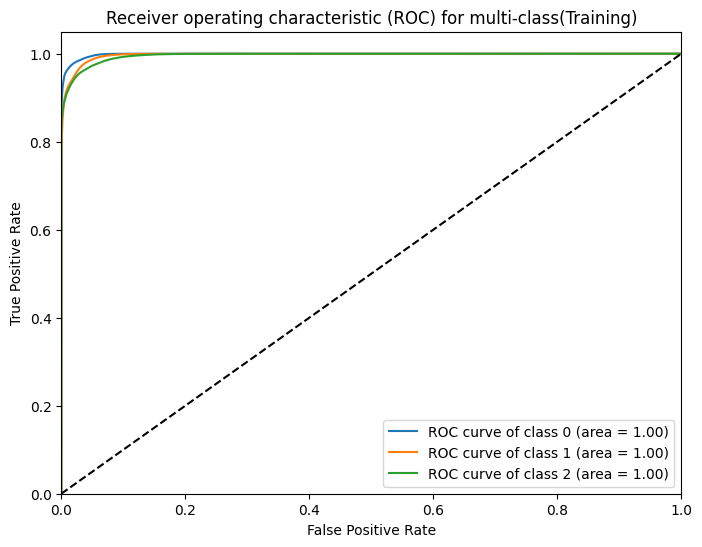 Receiver operating characteristic (ROC) for multi-class(Training)
1.0
0.8
0.6
0.4
0.2
0.0
True Positive Rate
ROC curve of class 0 (area = 1.00)
ROC curve of class 1 (area = 1.00)
ROC curve of class 2 (area = 1.00)
0.0 0.2 0.4 0.6 0.8 1.0
False Positive Rate